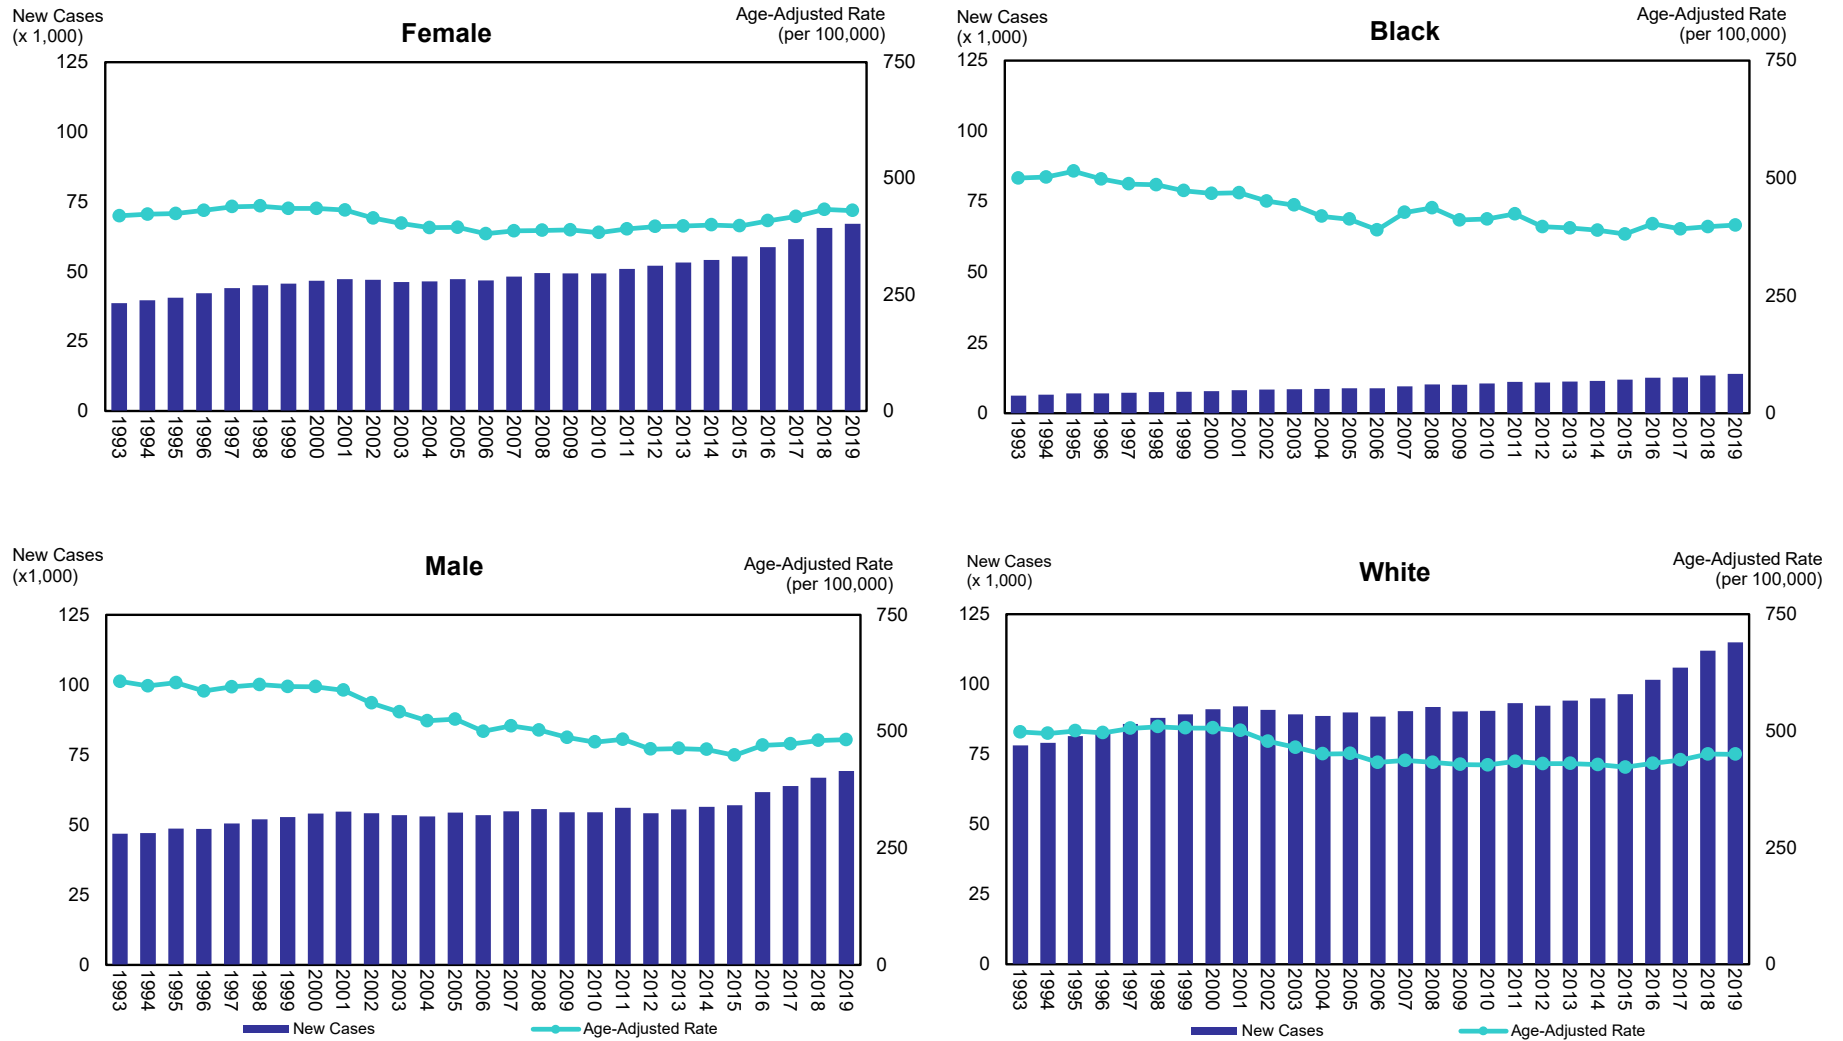 New Cases
(x 1,000)
Female
Age-Adjusted Rate
(per 100,000)
125
100
75
50
25
0
750
500
250
0
1993 1994 1995 1996 1997 1998 1999 2000 2001 2002 2003 2004 2005 2006 2007 2008 2009 2010 2011 2012 2013 2014 2015 2016 2017 2018 2019
New Cases
(x 1,000)
Black
Age-Adjusted Rate
(per 100,000)
125
100
75
50
25
0
750
500
250
0
1993 1994 1995 1996 1997 1998 1999 2000 2001 2002 2003 2004 2005 2006 2007 2008 2009 2010 2011 2012 2013 2014 2015 2016 2017 2018 2019
New Cases
(x1,000)
Male
Age-Adjusted Rate
(per 100,000)
125
100
75
50
25
0
750
500
250
0
1993 1994 1995 1996 1997 1998 1999 2000 2001 2002 2003 2004 2005 2006 2007 2008 2009 2010 2011 2012 2013 2014 2015 2016 2017 2018 2019
New Cases Age-Adjusted Rate
New Cases
(x 1,000)
White
Age-Adjusted Rate
(per 100,000)
125
100
75
50
25
0
750
500
250
0
1993 1994 1995 1996 1997 1998 1999 2000 2001 2002 2003 2004 2005 2006 2007 2008 2009 2010 2011 2012 2013 2014 2015 2016 2017 2018 2019
New Cases Age-Adjusted Rate